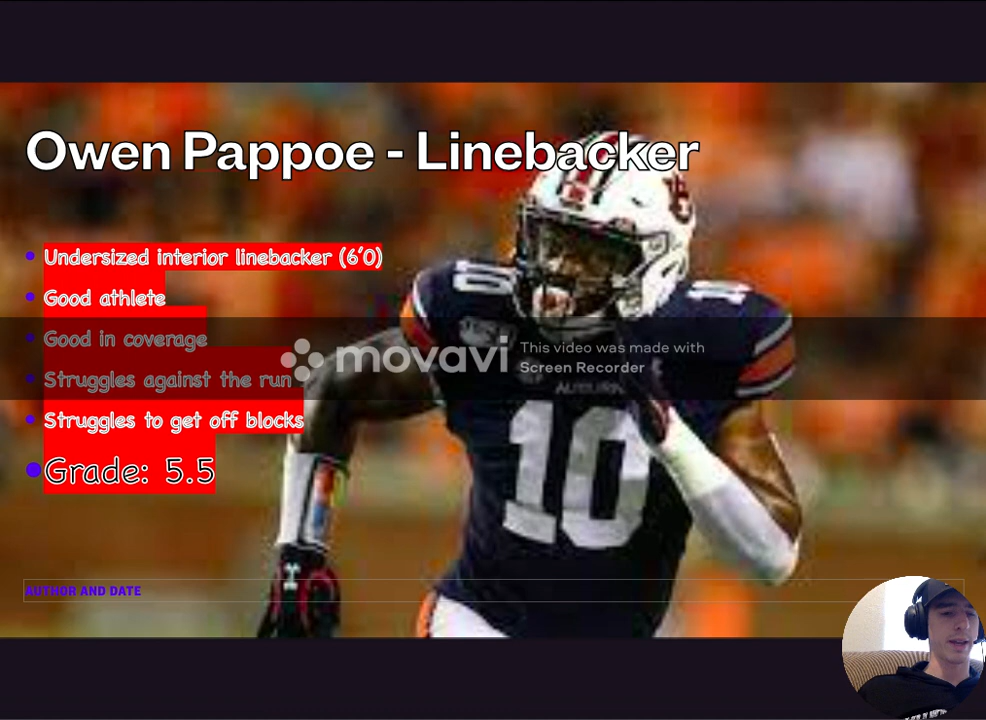 Owen Pappoe - Linebacker
Undersized interior linebacker (6'0)
Good athlete
Good in coverage
Struggles against the run
Struggles to get off blocks
Grade: 5.5
movavi
This video was made with
Screen Recorder
10
10
AUBURN
10
AUTHOR AND DATE